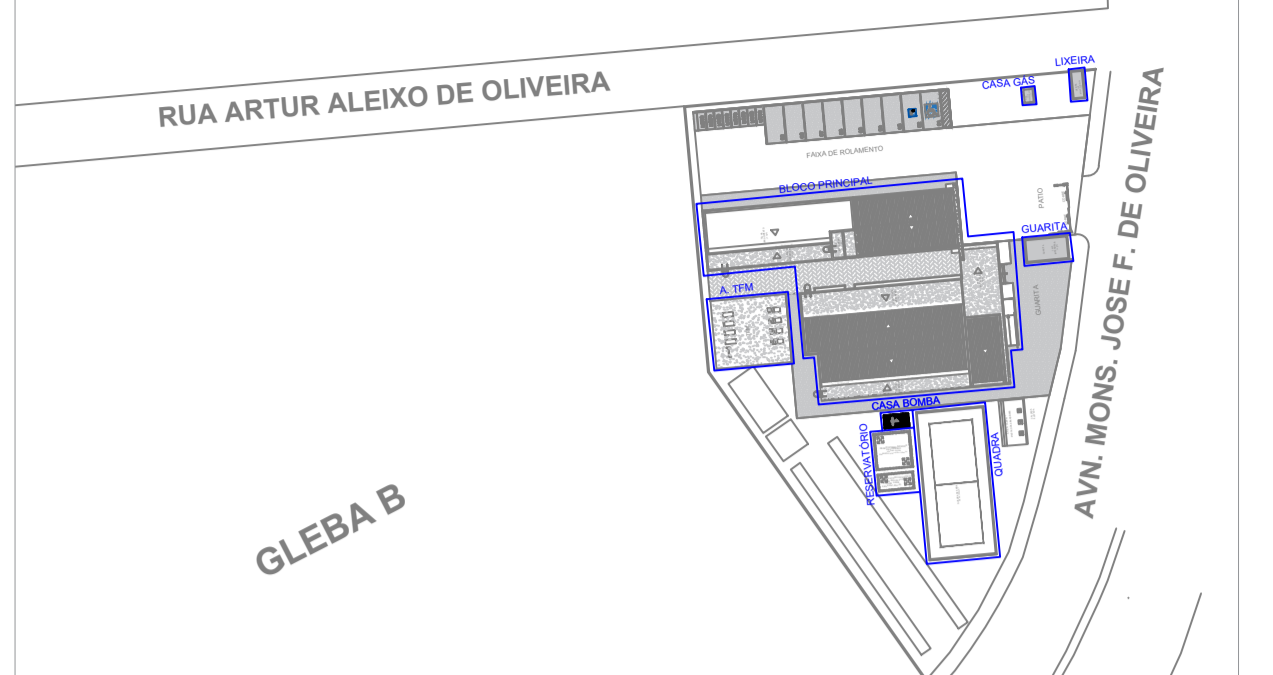 LIXEIRA
CASA GÁS
RUA ARTUR ALEIXO DE OLIVEIRA
FAIXA DE ROLAMENTO
BLOCO PRINCIPAL
PATIO
GUARITA
A. TFM
GUARITA
AVN. MONS. JOSE F. DE OLIVEIRA
CASA BOMBA
RESERVATÓRIO
QUADRA
GLEBA B